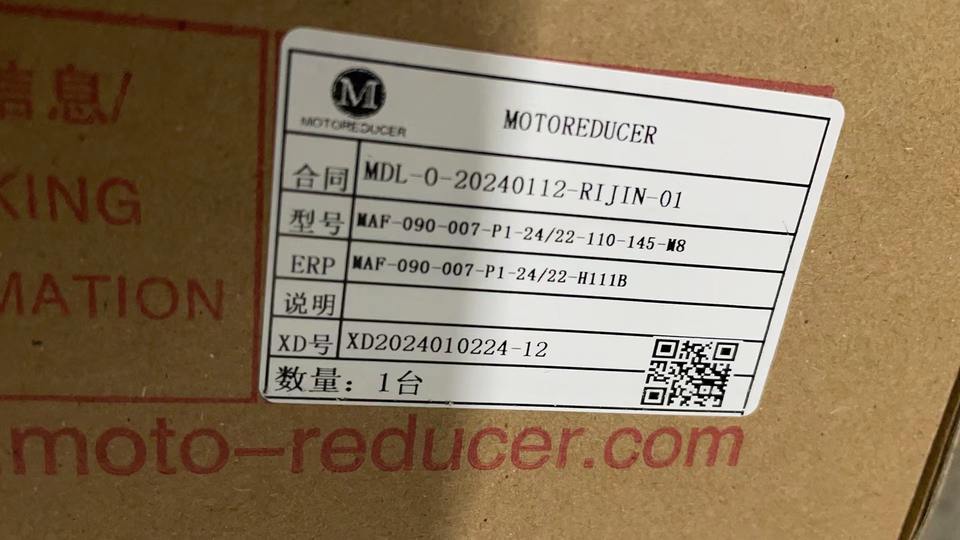 信息/
KING
MATION
MOTOREDUCER
MOTOREDUCER
合同 MDL-0-20240112-RIJIN-01
型号 MAF-090-007-P1-24/22-110-145-M8
ERP MAF-090-007-P1-24/22-H111B
说明
XD号 XD2024010224-12
数量：1台
.moto-reducer.com